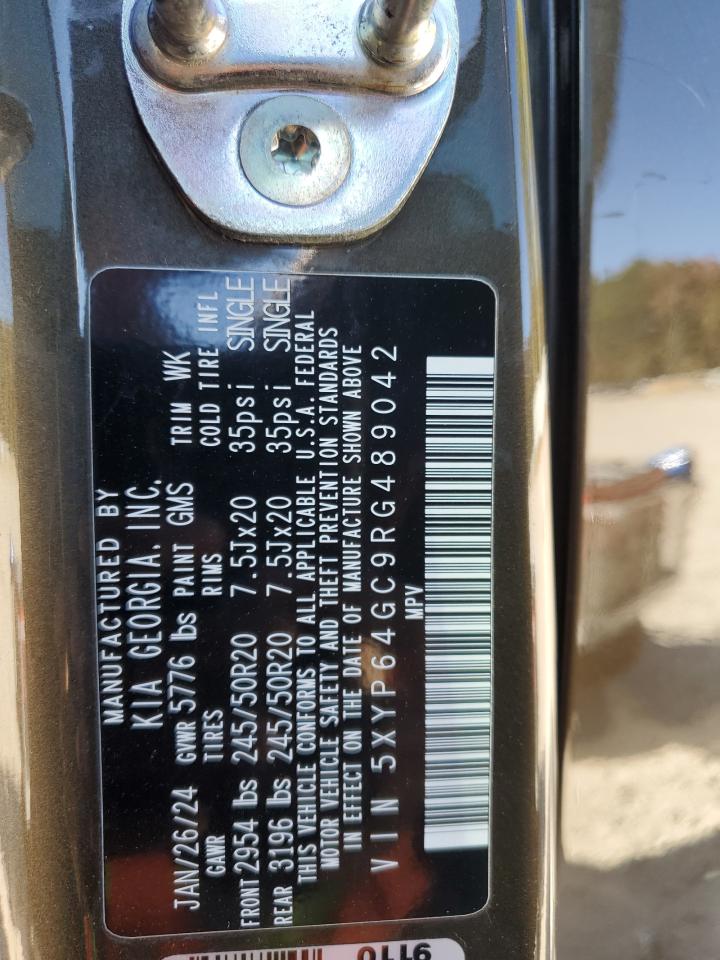 MANUFACTURED BY
KIA GEORGIA, INC.
JAN/26/24 GVWR 5776 lbs PAINT GMS TRIM WK
GAWR TIRES RIMS COLD TIRE INFL
FRONT 2954 lbs 245/50R20 7.5Jx20 35psi SINGLE
REAR 3196 lbs 245/50R20 7.5Jx20 35psi SINGLE
THIS VEHICLE CONFORMS TO ALL APPLICABLE U.S.A. FEDERAL
MOTOR VEHICLE SAFETY AND THEFT PREVENTION STANDARDS
IN EFFECT ON THE DATE OF MANUFACTURE SHOWN ABOVE
VIN 5XYP64GC9RG489042
MPV